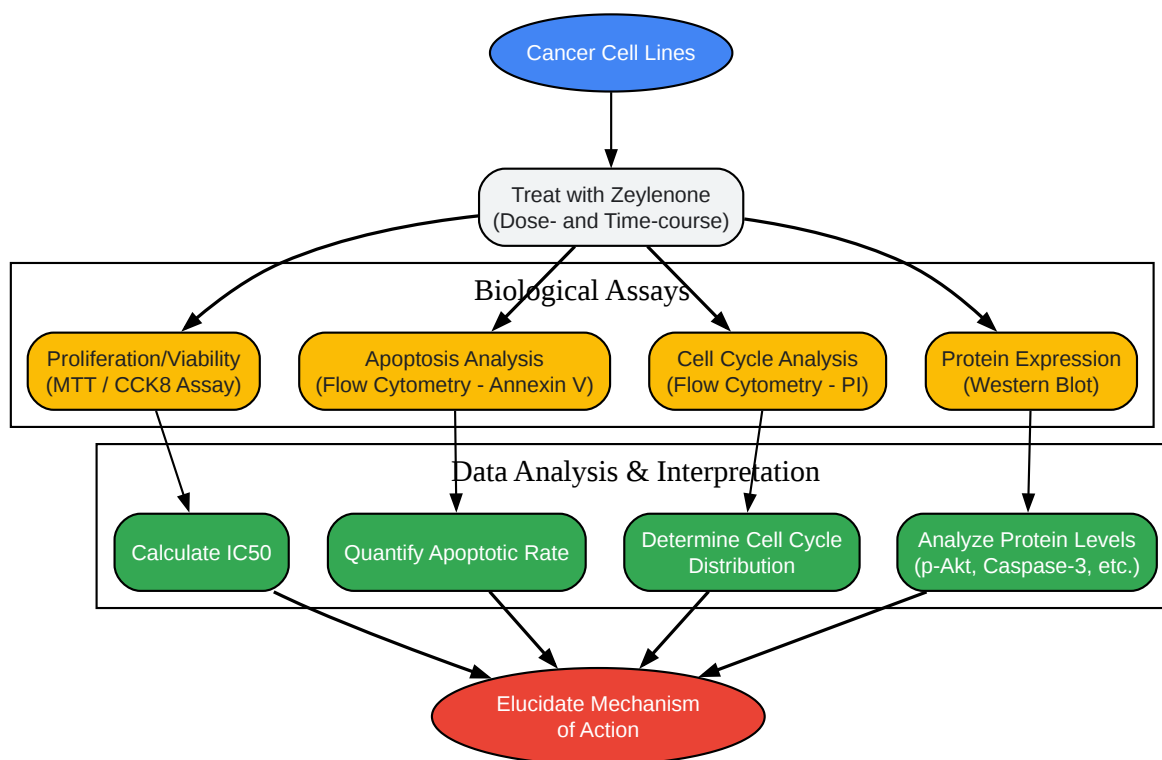 Cancer Cell Lines
Treat with Zeylenone
(Dose- and Time-course)
Biological Assays
Proliferation/Viability
(MTT / CCK8 Assay)
Apoptosis Analysis
(Flow Cytometry - Annexin V)
Cell Cycle Analysis
(Flow Cytometry - PI)
Protein Expression
(Western Blot)
Data Analysis & Interpretation
Calculate IC50
Quantify Apoptotic Rate
Determine Cell Cycle
Distribution
Analyze Protein Levels
(p-Akt, Caspase-3, etc.)
Elucidate Mechanism
of Action